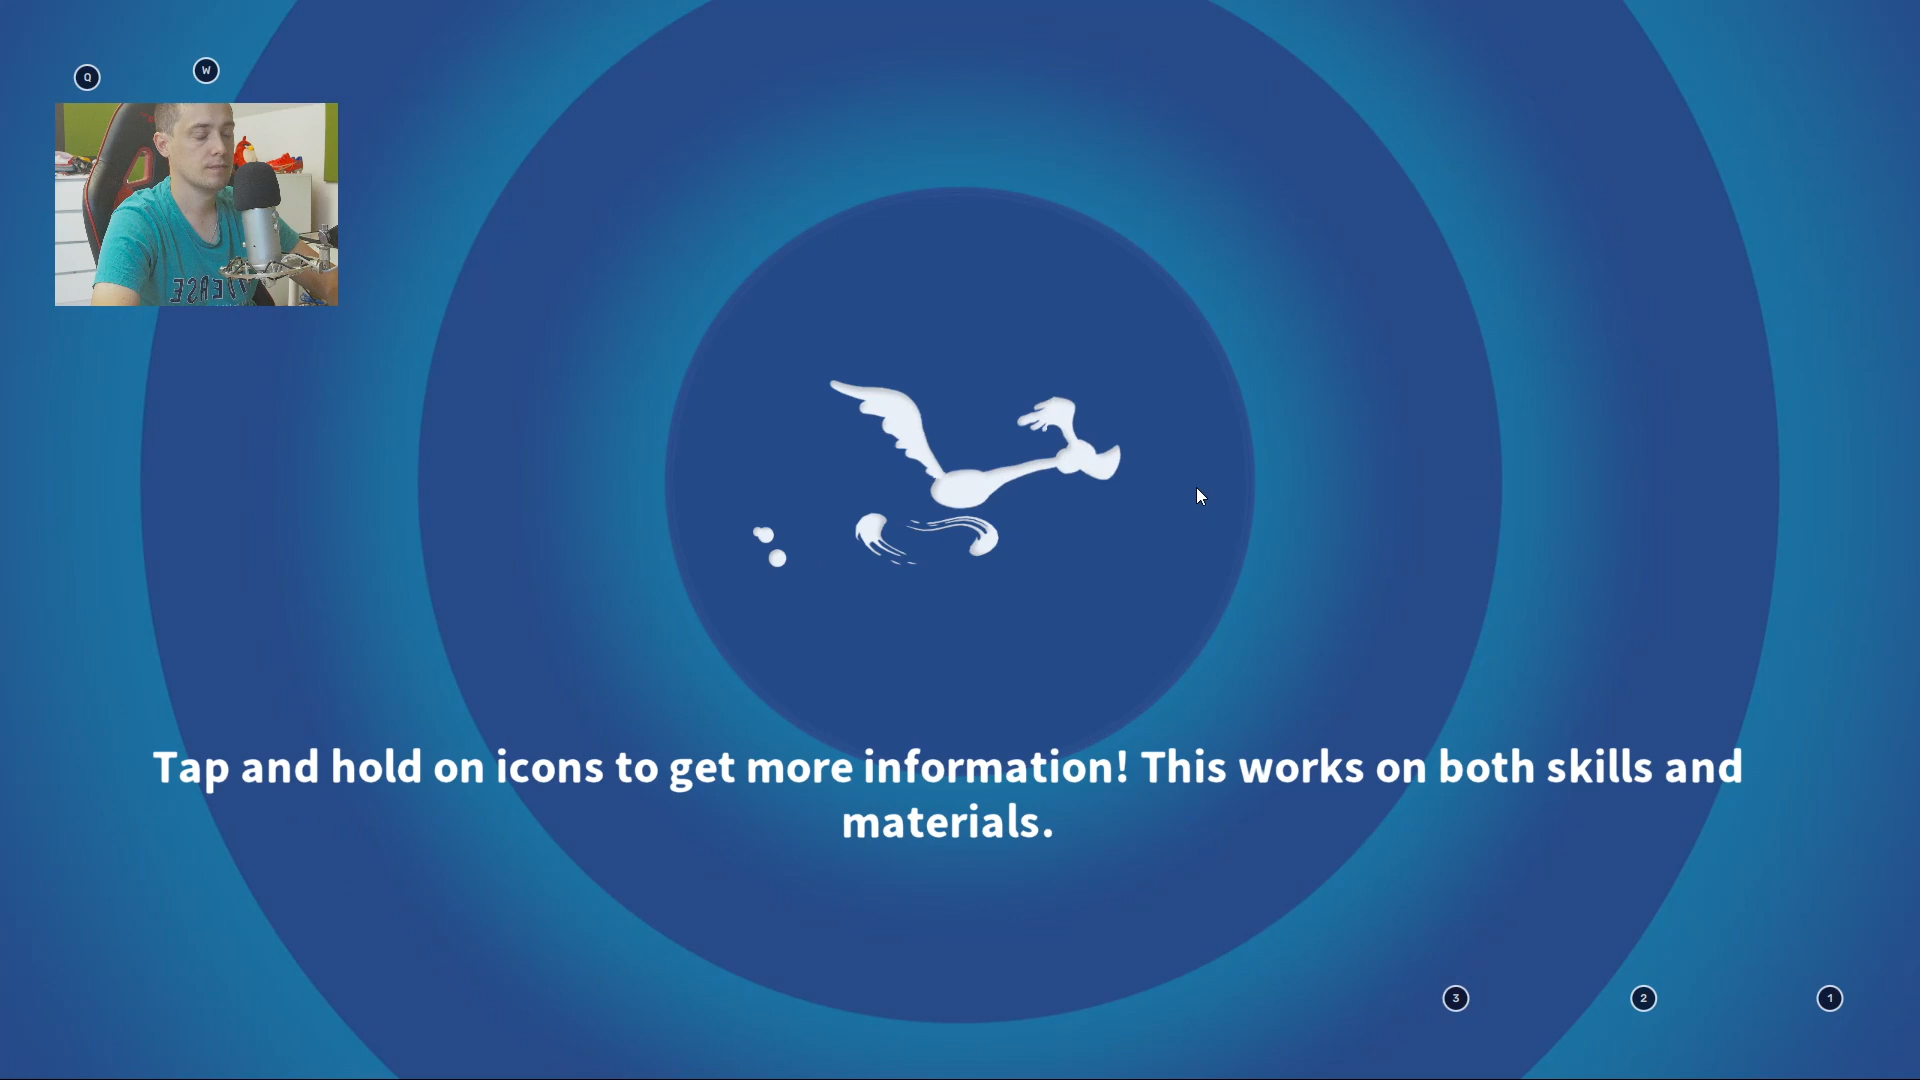 Q
W
Tap and hold on icons to get more information! This works on both skills and
materials.
3
2
1